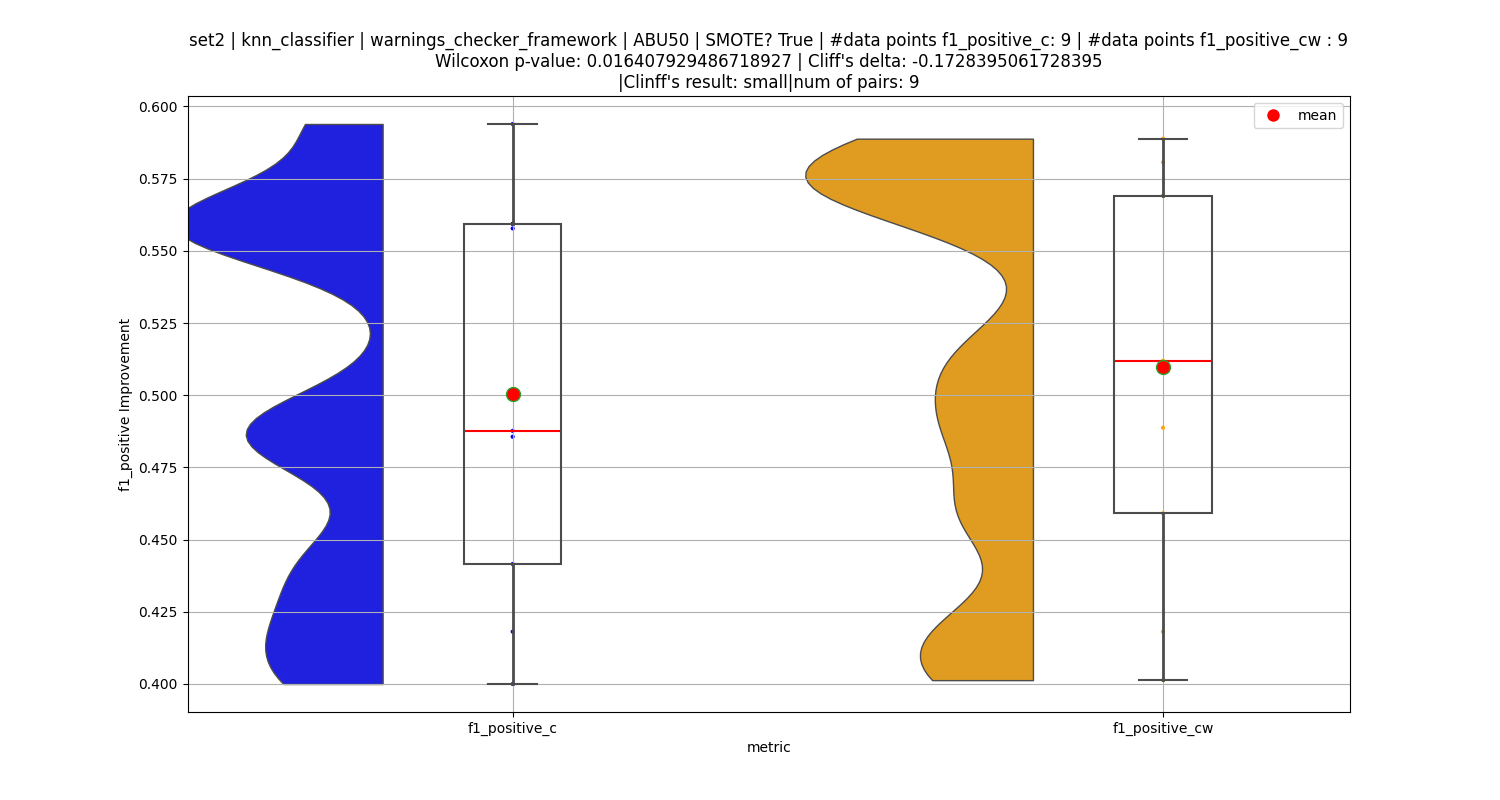 set2 | knn_classifier | warnings_checker_framework | ABU50 | SMOTE? True | #data points f1_positive_c: 9 | #data points f1_positive_cw : 9
Wilcoxon p-value: 0.016407929486718927 | Cliff's delta: -0.1728395061728395
|Clinff's result: small|num of pairs: 9
mean
f1_positive Improvement
0.600
0.575
0.550
0.525
0.500
0.475
0.450
0.425
0.400
f1_positive_c
f1_positive_cw
metric